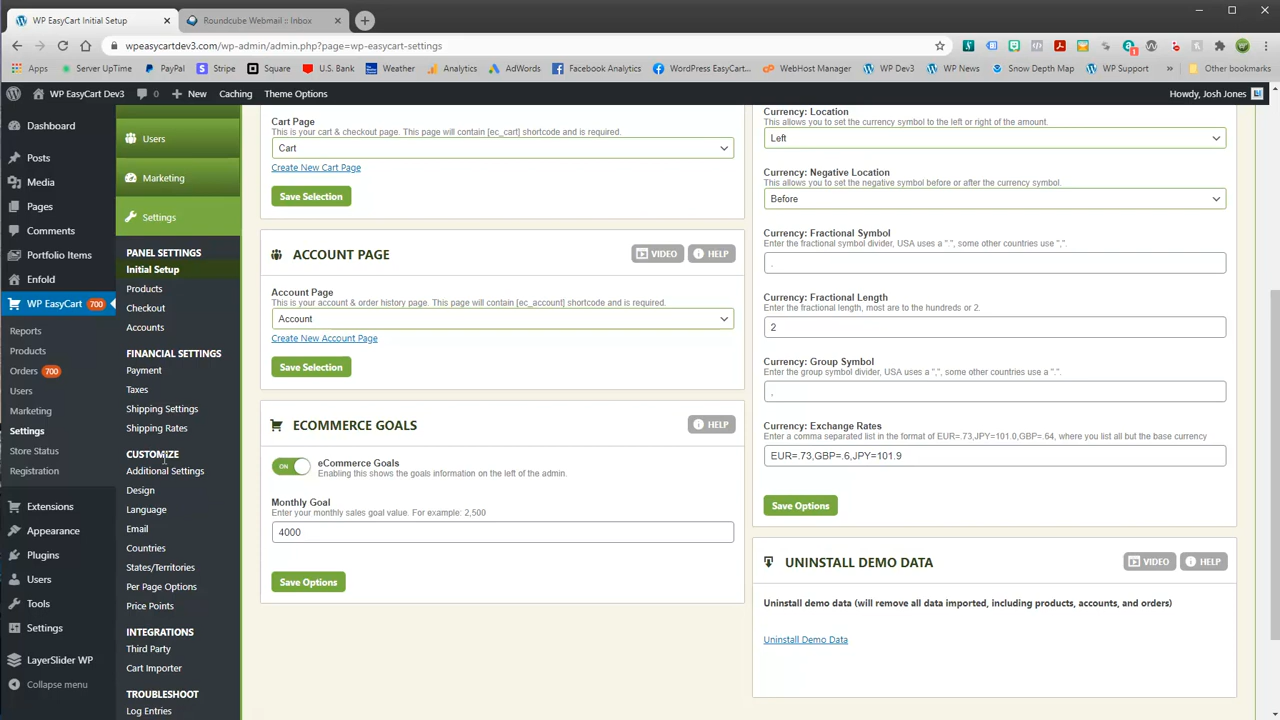 WP EasyCart Initial Setup
Roundcube Webmail :: Inbox
wpeasycartdev3.com/wp-admin/admin.php?page=wp-easycart-settings
Apps
Server UpTime
PayPal
Stripe
Square
U.S. Bank
Weather
Analytics
AdWords
Facebook Analytics
WordPress EasyCart...
WebHost Manager
WP Dev3
WP News
Snow Depth Map
WP Support
»
Other bookmarks
WP EasyCart Dev3
0
+ New
Caching
Theme Options
Howdy, Josh Jones
Dashboard
Posts
Media
Pages
Comments
Portfolio Items
Enfold
WP EasyCart 700
Reports
Products
Orders 700
Users
Marketing
Settings
Store Status
Registration
Extensions
Appearance
Plugins
Users
Tools
Settings
LayerSlider WP
Collapse menu
Users
Marketing
Settings
PANEL SETTINGS
Initial Setup
Products
Checkout
Accounts
FINANCIAL SETTINGS
Payment
Taxes
Shipping Settings
Shipping Rates
CUSTOMIZE
Additional Settings
Design
Language
Email
Countries
States/Territories
Per Page Options
Price Points
INTEGRATIONS
Third Party
Cart Importer
TROUBLESHOOT
Log Entries
Cart Page
This is your cart & checkout page. This page will contain [ec_cart] shortcode and is required.
Cart
Create New Cart Page
Save Selection
ACCOUNT PAGE
VIDEO
HELP
Account Page
This is your account & order history page. This page will contain [ec_account] shortcode and is required.
Account
Create New Account Page
Save Selection
ECOMMERCE GOALS
HELP
ON
eCommerce Goals
Enabling this shows the goals information on the left of the admin.
Monthly Goal
Enter your monthly sales goal value. For example: 2,500
4000
Save Options
Currency: Location
This allows you to set the currency symbol to the left or right of the amount.
Left
Currency: Negative Location
This allows you to set the negative symbol before or after the currency symbol.
Before
Currency: Fractional Symbol
Enter the fractional symbol divider, USA uses a ".", some other countries use ",".
.
Currency: Fractional Length
Enter the fractional length, most are to the hundreds or 2.
2
Currency: Group Symbol
Enter the group symbol divider, USA uses a ",", some other countries use a ".".
,
Currency: Exchange Rates
Enter a comma separated list in the format of EUR=.73,JPY=101.0,GBP=.64, where you list all but the base currency
EUR=.73,GBP=.6,JPY=101.9
Save Options
UNINSTALL DEMO DATA
VIDEO
HELP
Uninstall demo data (will remove all data imported, including products, accounts, and orders)
Uninstall Demo Data